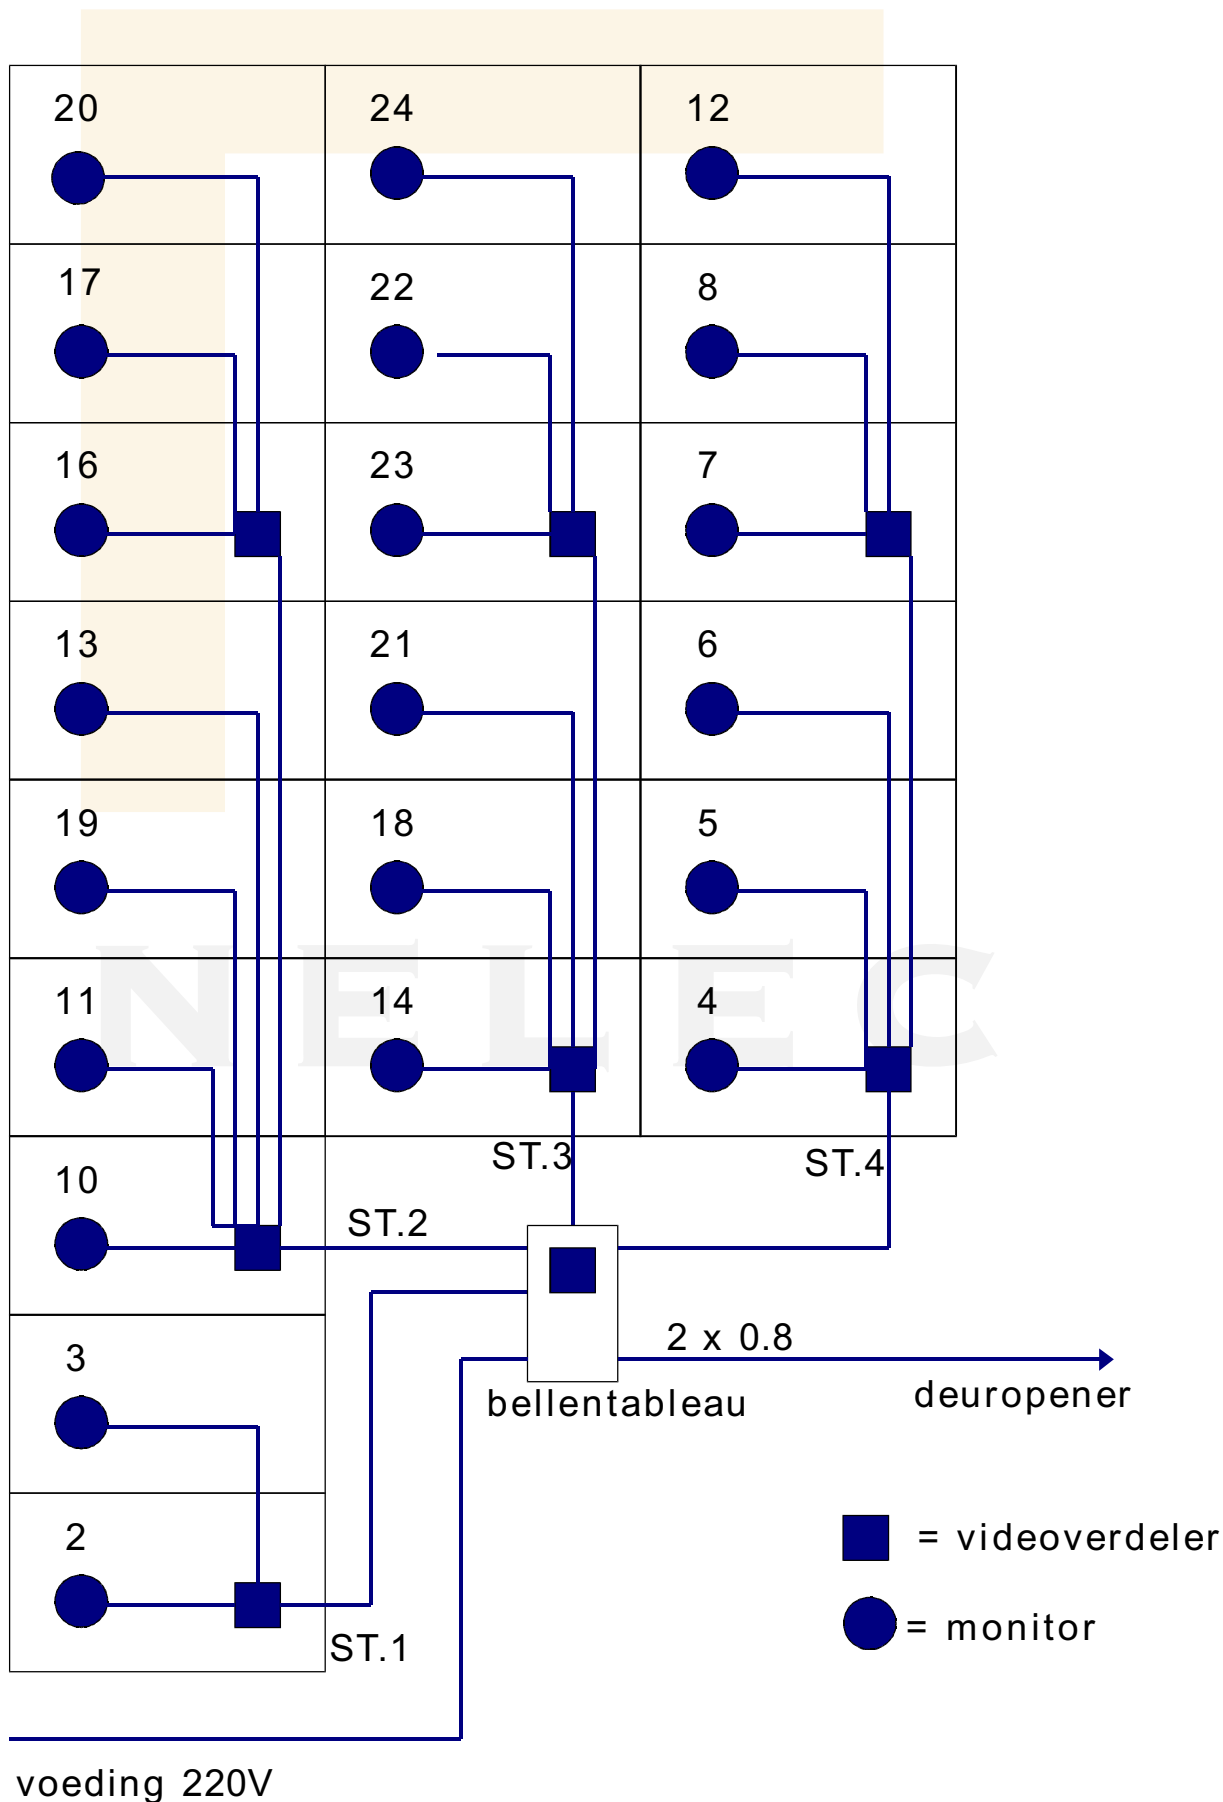 20 24 12
17 22 8
16 23 7
13 21 6
19 18 5
NELEC
11 14 4
ST.3 ST.4
10
ST.2
2 x 0.8
3
bellentableau deuropener
2
= videoverdeler
= monitor
ST.1
voeding 220V